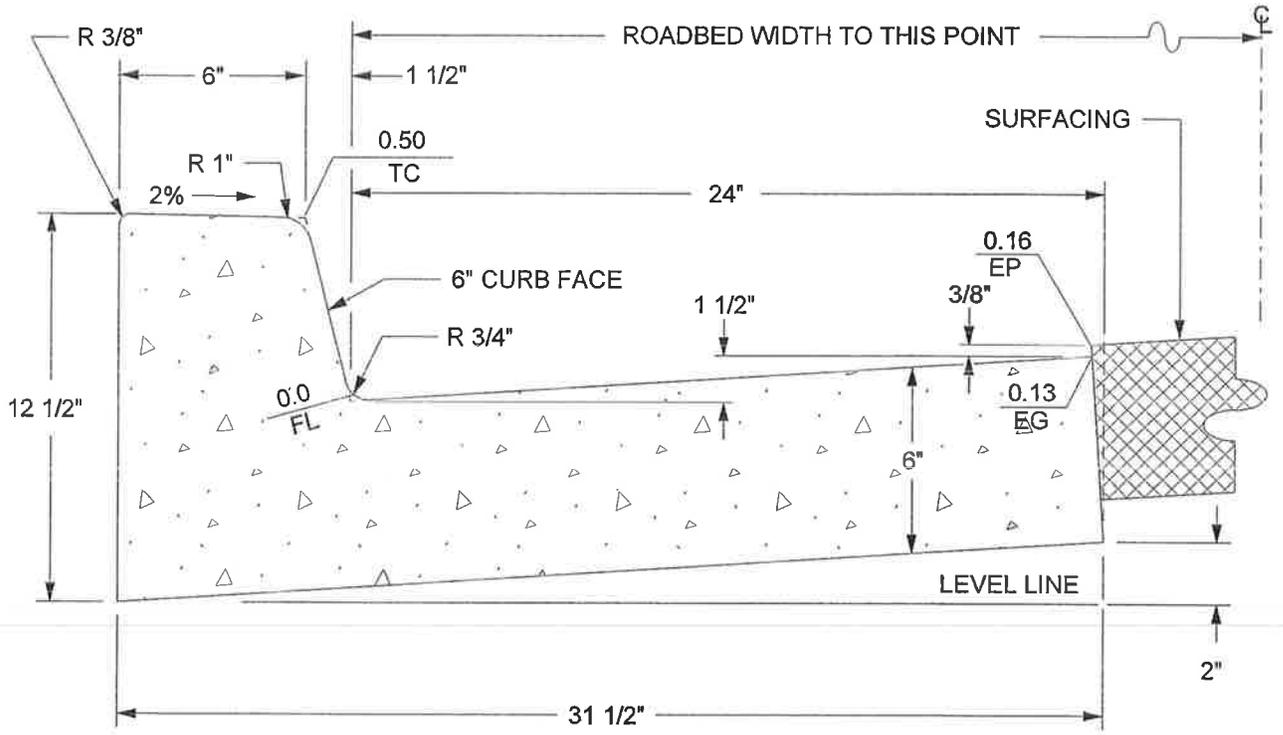 R 3/8"
ROADBED WIDTH TO THIS POINT
CL
6"
1 1/2"
SURFACING
0.50
TC
R 1"
2%
24"
0.16
EP
6" CURB FACE
1 1/2"
3/8"
R 3/4"
0.0
FL
0.13
EG
12 1/2"
6"
LEVEL LINE
2"
31 1/2"